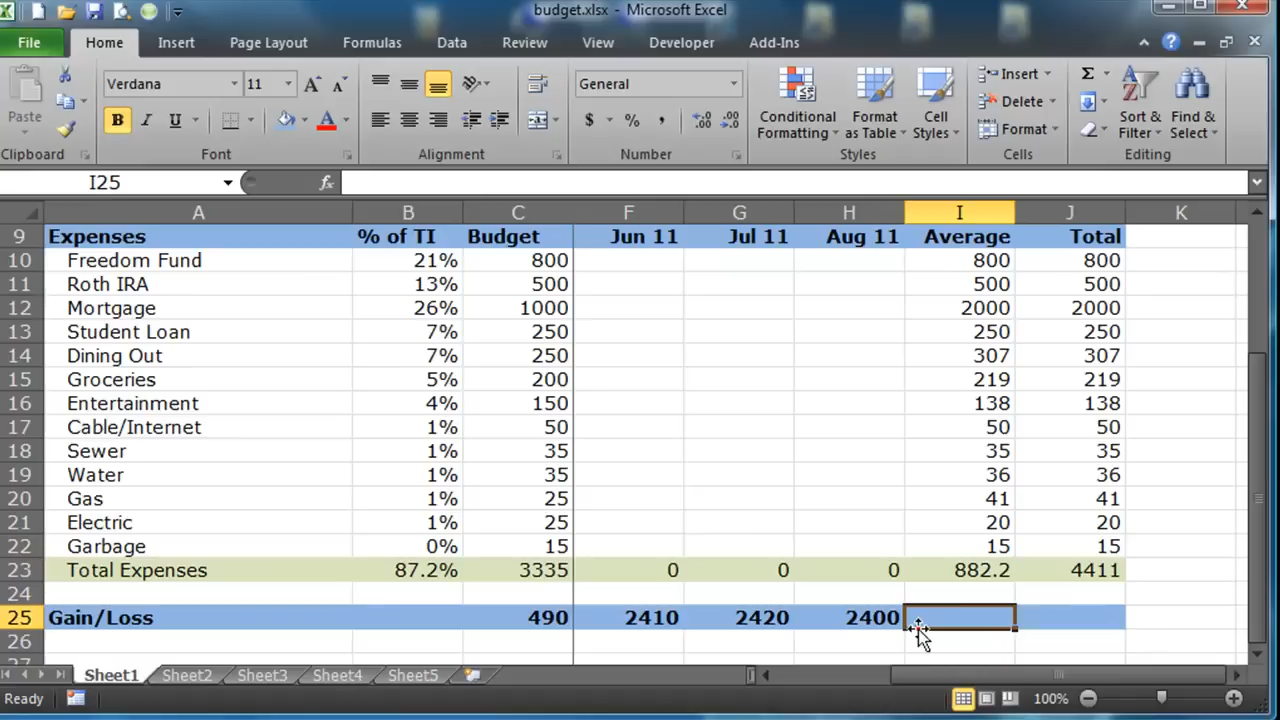 budget.xlsx - Microsoft Excel
File Home Insert Page Layout Formulas Data Review View Developer Add-Ins
Paste Verdana 11 General Conditional Formatting Format as Table Cell Styles Insert Delete Format Sort & Filter Find & Select
B I U A $ % ,
Clipboard Font Alignment Number Styles Cells Editing
I25 fx
A B C F G H I J K
9 Expenses % of TI Budget Jun 11 Jul 11 Aug 11 Average Total
10 Freedom Fund 21% 800 800 800
11 Roth IRA 13% 500 500 500
12 Mortgage 26% 1000 2000 2000
13 Student Loan 7% 250 250 250
14 Dining Out 7% 250 307 307
15 Groceries 5% 200 219 219
16 Entertainment 4% 150 138 138
17 Cable/Internet 1% 50 50 50
18 Sewer 1% 35 35 35
19 Water 1% 35 36 36
20 Gas 1% 25 41 41
21 Electric 1% 25 20 20
22 Garbage 0% 15 15 15
23 Total Expenses 87.2% 3335 0 0 0 882.2 4411
24
25 Gain/Loss 490 2410 2420 2400
26
27
Sheet1 Sheet2 Sheet3 Sheet4 Sheet5
Ready 100%